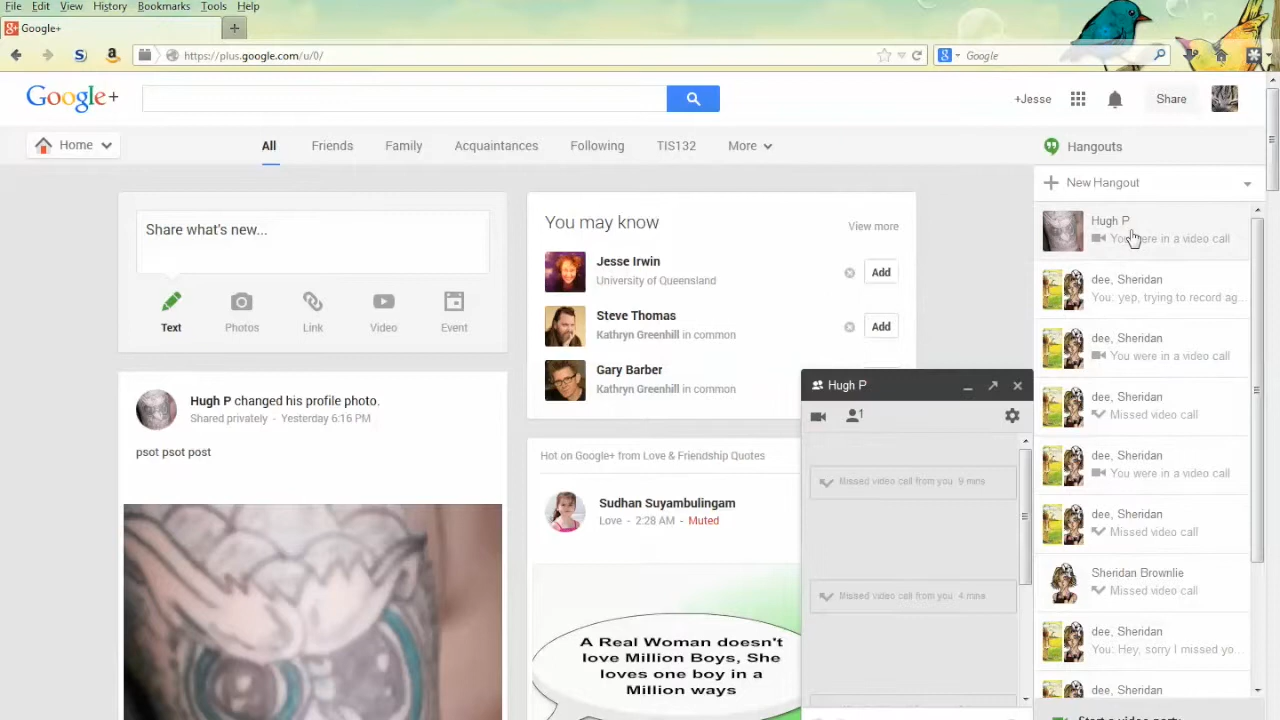 File Edit View History Bookmarks Tools Help
Google+
https://plus.google.com/u/0/
Google
Google+
+Jesse
Share
Home
All Friends Family Acquaintances Following TIS132 More
Hangouts
New Hangout
Share what's new...
Text Photos Link Video Event
Hugh P changed his profile photo.
Shared privately - Yesterday 6:16 PM
psot psot post
You may know
View more
Jesse Irwin
University of Queensland
Add
Steve Thomas
Kathryn Greenhill in common
Add
Gary Barber
Kathryn Greenhill in common
Hot on Google+ from Love & Friendship Quotes
Sudhan Suyambulingam
Love - 2:28 AM - Muted
A Real Woman doesn't
love Million Boys, She
loves one boy in a
Million ways
Hugh P
1
Missed video call from you 9 mins
Missed video call from you 4 mins
Hugh P
You were in a video call
dee, Sheridan
You: yep, trying to record ag...
dee, Sheridan
You were in a video call
dee, Sheridan
Missed video call
dee, Sheridan
You were in a video call
dee, Sheridan
Missed video call
Sheridan Brownlie
Missed video call
dee, Sheridan
You: Hey, sorry I missed yo...
dee, Sheridan
Start a video party